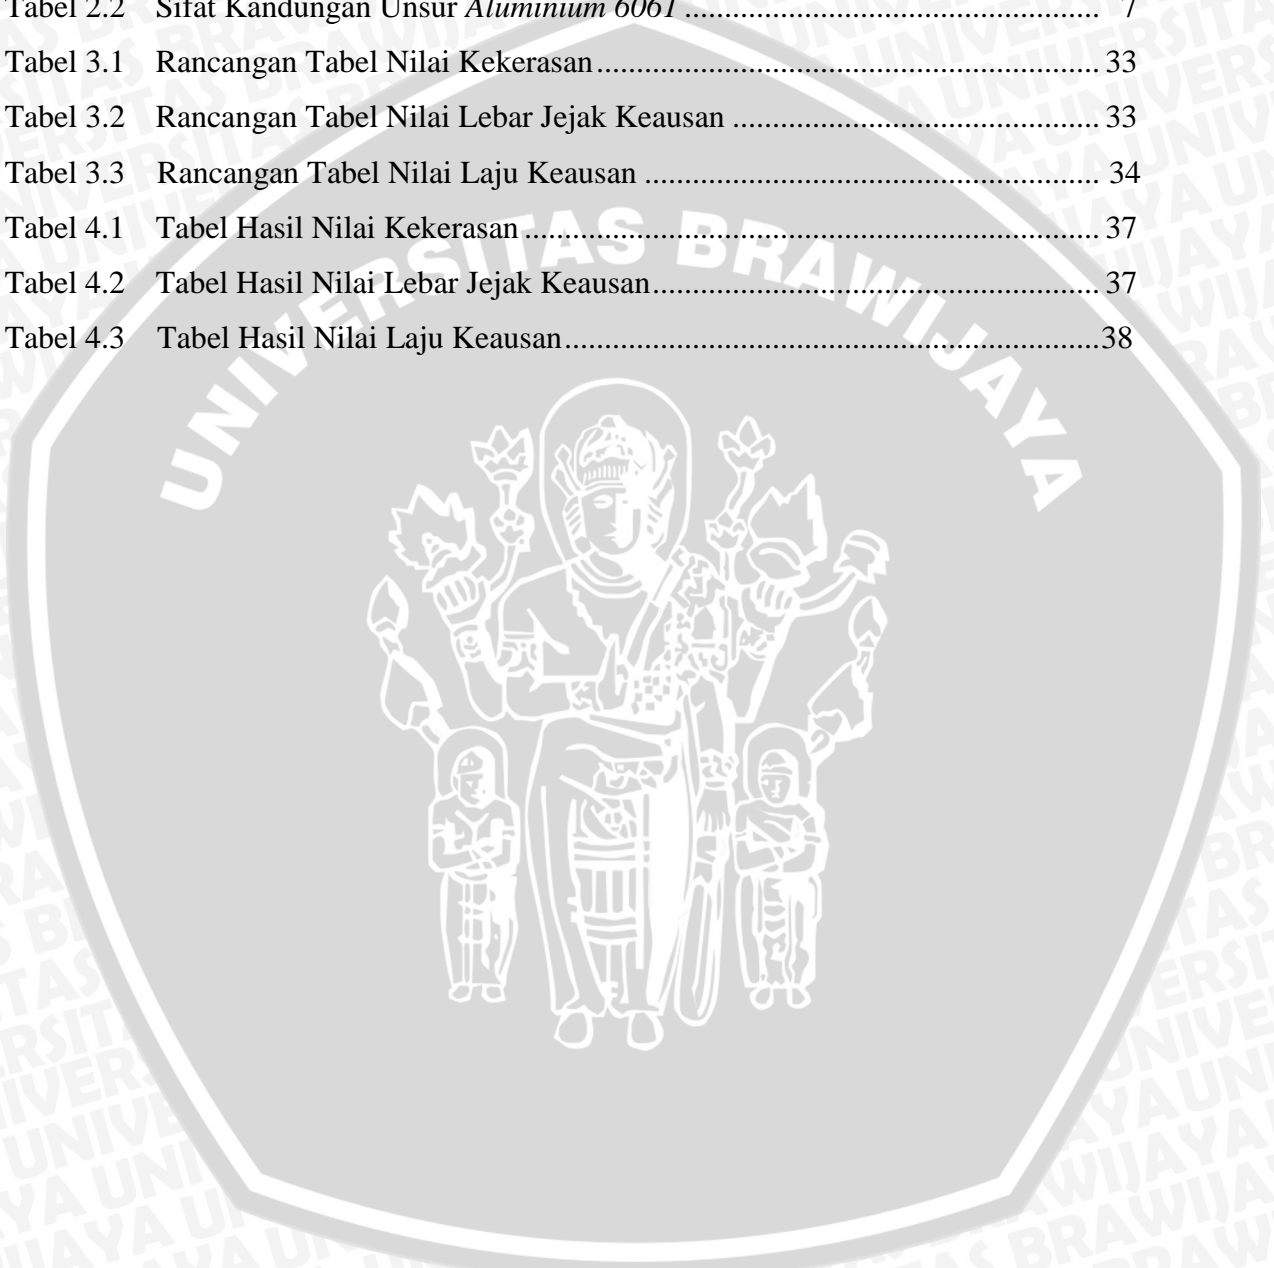 Tabel 2.2 Sifat Kandungan Unsur Aluminium 6061 .................................................... 7
Tabel 3.1 Rancangan Tabel Nilai Kekerasan ............................................................... 33
Tabel 3.2 Rancangan Tabel Nilai Lebar Jejak Keausan .............................................. 33
Tabel 3.3 Rancangan Tabel Nilai Laju Keausan ......................................................... 34
Tabel 4.1 Tabel Hasil Nilai Kekerasan ........................................................................ 37
Tabel 4.2 Tabel Hasil Nilai Lebar Jejak Keausan ........................................................ 37
Tabel 4.3 Tabel Hasil Nilai Laju Keausan ................................................................... 38
UNIVERSITAS BRAWIJAYA